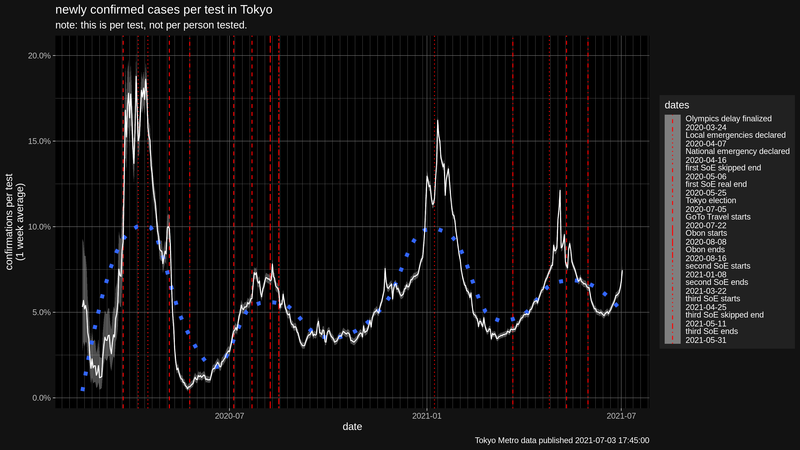 newly confirmed cases per test in Tokyo
note: this is per test, not per person tested.
20.0%
15.0%
10.0%
5.0%
0.0%
confirmations per test
(1 week average)
2020-07
2021-01
2021-07
date
Tokyo Metro data published 2021-07-03 17:45:00
dates
Olympics delay finalized
2020-03-24
Local emergencies declared
2020-04-07
National emergency declared
2020-04-16
first SoE skipped end
2020-05-06
first SoE real end
2020-05-25
Tokyo election
2020-07-05
GoTo Travel starts
2020-07-22
Obon starts
2020-08-08
Obon ends
2020-08-16
second SoE starts
2021-01-08
second SoE ends
2021-03-22
third SoE starts
2021-04-25
third SoE skipped end
2021-05-11
third SoE ends
2021-05-31